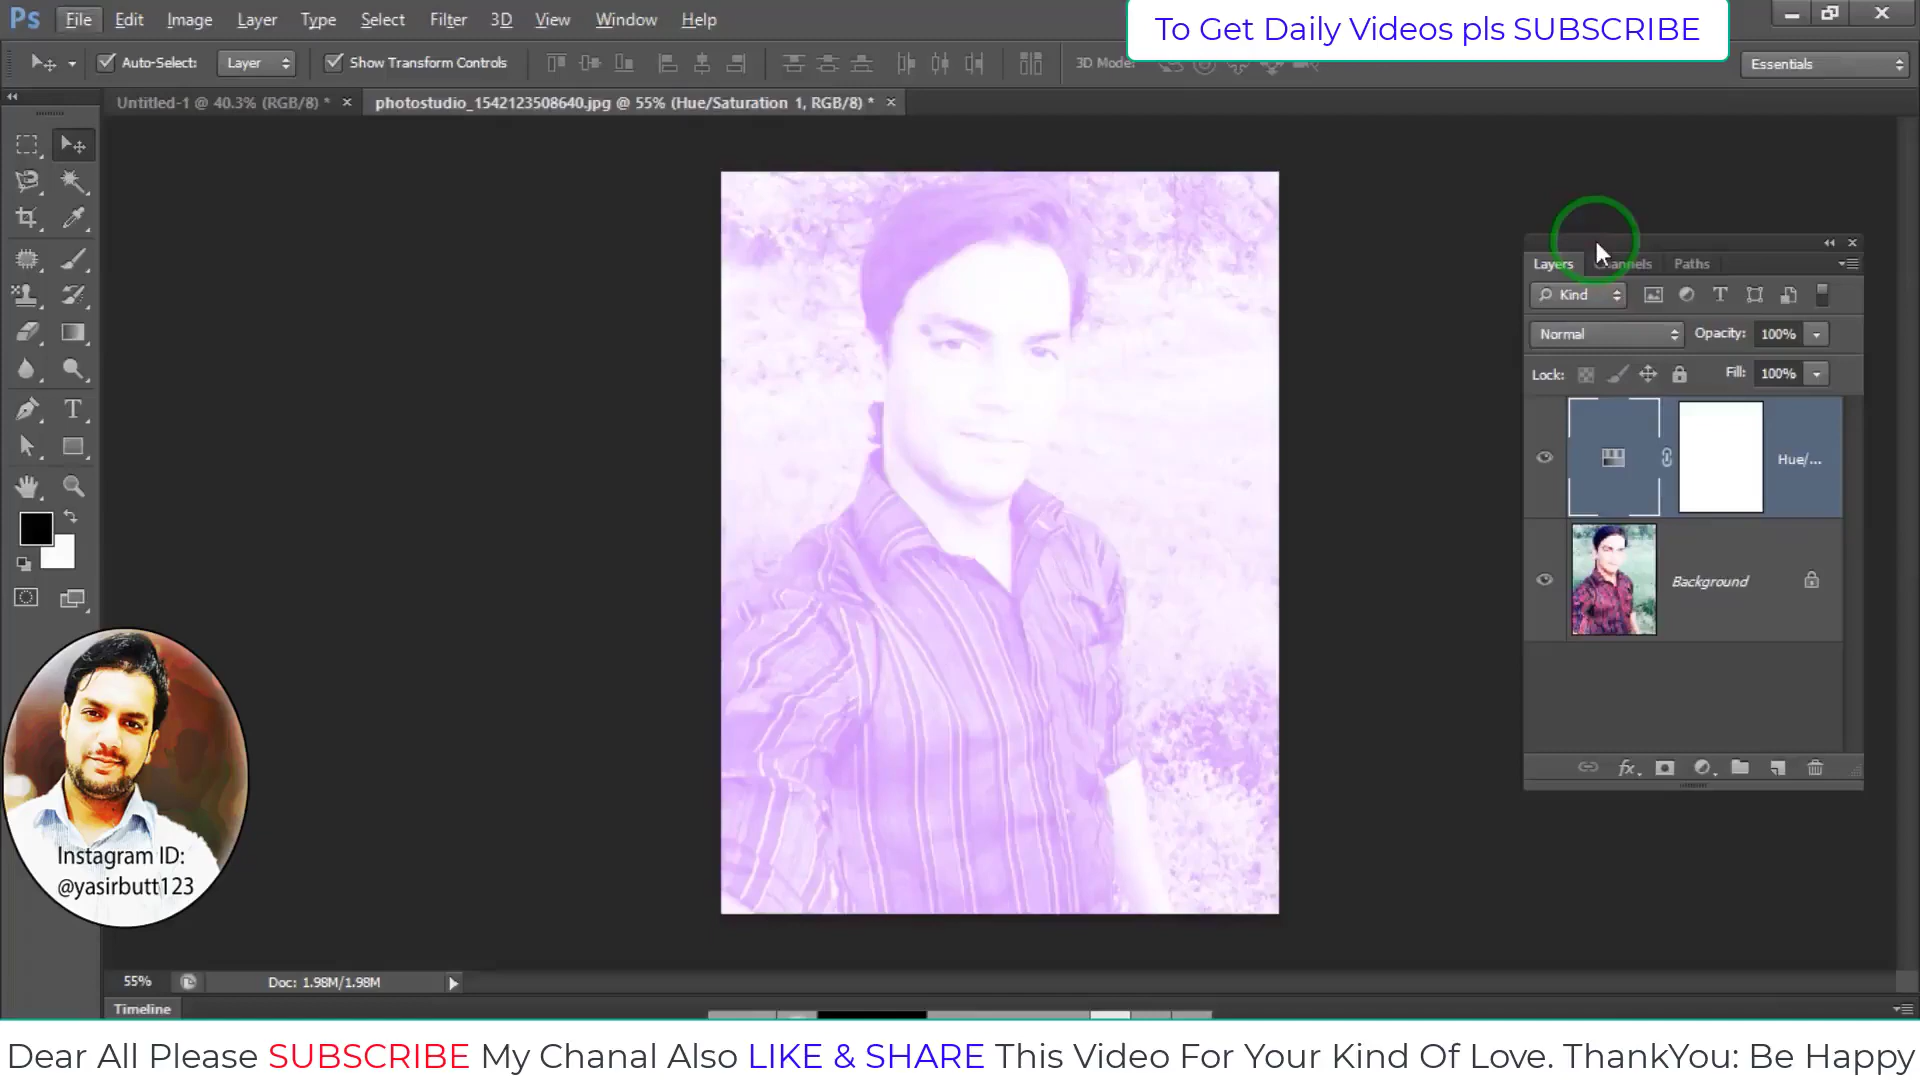 To Get Daily Videos pls SUBSCRIBE
Ps File Edit Image Layer Type Select Filter 3D View Window Help
Auto-Select: Layer Show Transform Controls
Essentials
Untitled-1 @ 40.3% (RGB/8) *
photostudio_1542123508640.jpg @ 55% (Hue/Saturation 1, RGB/8) *
Layers Channels Paths
Kind
Normal Opacity: 100%
Lock: Fill: 100%
Hue/...
Background
fx
Instagram ID:
@yasirbutt123
55% Doc: 1.98M/1.98M
Timeline
Dear All Please SUBSCRIBE My Chanal Also LIKE & SHARE This Video For Your Kind Of Love. ThankYou: Be Happy